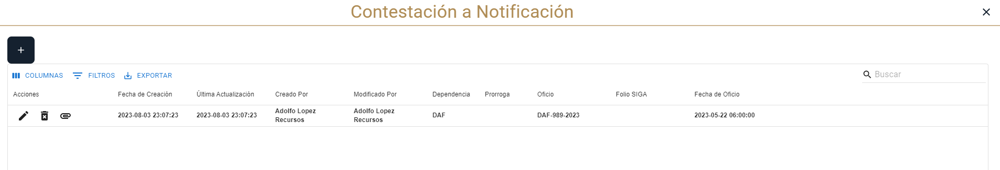 Contestación a Notificación
COLUMNAS FILTROS EXPORTAR Buscar
Acciones Fecha de Creación Última Actualización Creado Por Modificado Por Dependencia Prorroga Oficio Folio SIGA Fecha de Oficio
2023-08-03 23:07:23 2023-08-03 23:07:23 Adolfo Lopez Recursos Adolfo Lopez Recursos DAF DAF-989-2023 2023-05-22 06:00:00